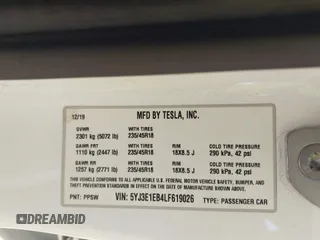 12/19 MFD BY TESLA, INC.
GVWR WITH TIRES
2301 kg (5072 lb) 235/45R18
GAWR FRT WITH TIRES RIM COLD TIRE PRESSURE
1110 kg (2447 lb) 235/45R18 18X8.5 J 290 kPa, 42 psi
GAWR RR WITH TIRES RIM COLD TIRE PRESSURE
1257 kg (2771 lb) 235/45R18 18X8.5 J 290 kPa, 42 psi
THIS VEHICLE CONFORMS TO ALL APPLICABLE U.S. FEDERAL MOTOR VEHICLE SAFETY, BUMPER, AND
THEFT PREVENTION STANDARDS IN EFFECT ON THE DATE OF MANUFACTURE SHOWN ABOVE.
PNT: PPSW VIN: 5YJ3E1EB4LF619026 TYPE: PASSENGER CAR
DREAMBID